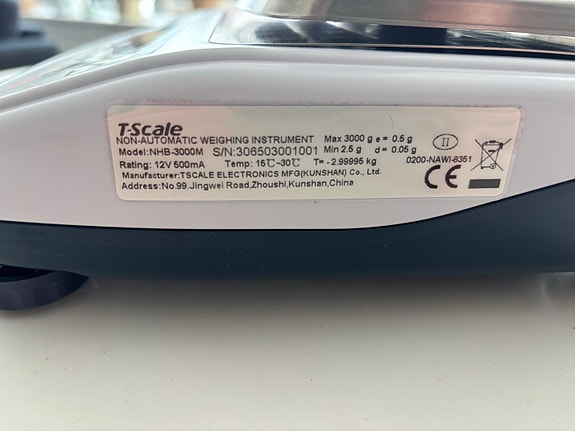 T-Scale
NON-AUTOMATIC WEIGHING INSTRUMENT Max 3000 g e = 0.5 g
Model:NHB-3000M S/N:306503001001 Min 2.5 g d = 0.05 g
II
Rating: 12V 500mA Temp: 15℃~30℃ T= -2.99995 kg 0200-NAWI-8351
Manufacturer:TSCALE ELECTRONICS MFG(KUNSHAN) Co., Ltd.
CE
Address:No.99.Jingwei Road,Zhoushi,Kunshan,China